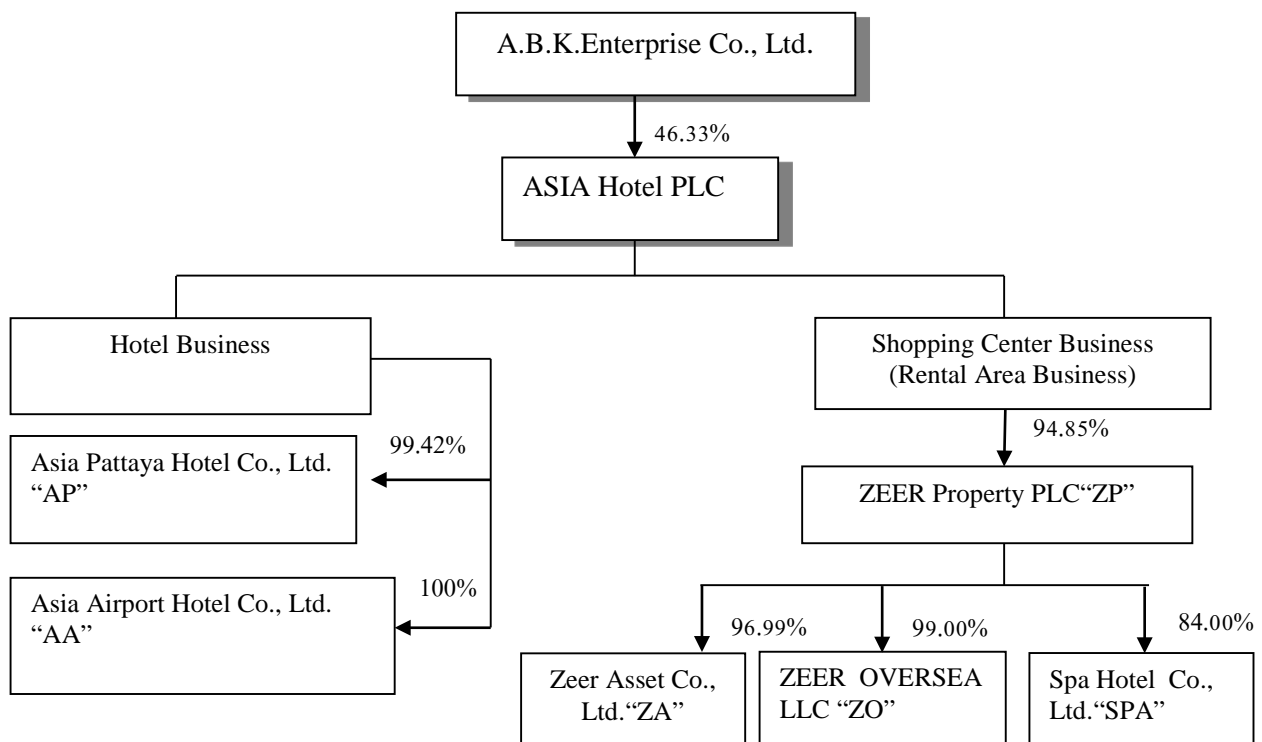 A.B.K.Enterprise Co., Ltd.
46.33%
ASIA Hotel PLC
Hotel Business
Shopping Center Business
(Rental Area Business)
99.42%
94.85%
Asia Pattaya Hotel Co., Ltd.
“AP”
ZEER Property PLC“ZP”
100%
Asia Airport Hotel Co., Ltd.
“AA”
96.99%
99.00%
84.00%
Zeer Asset Co.,
Ltd.“ZA”
ZEER OVERSEA
LLC “ZO”
Spa Hotel Co.,
Ltd.“SPA”